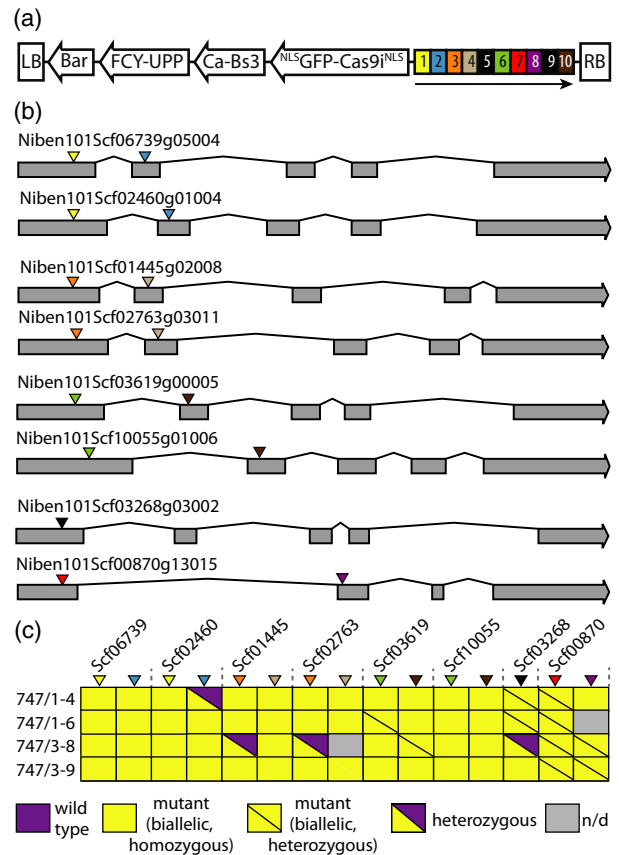 (a)
LB Bar FCY-UPP Ca-Bs3 NLSGFP-Cas9iNLS 1 2 3 4 5 6 7 8 9 10 RB
(b)
Niben101Scf06739g05004
Niben101Scf02460g01004
Niben101Scf01445g02008
Niben101Scf02763g03011
Niben101Scf03619g00005
Niben101Scf10055g01006
Niben101Scf03268g03002
Niben101Scf00870g13015
(c)
Scf06739 Scf02460 Scf01445 Scf02763 Scf03619 Scf10055 Scf03268 Scf00870
747/1-4
747/1-6
747/3-8
747/3-9
wild
type
mutant
(biallelic,
homozygous)
mutant
(biallelic,
heterozygous)
heterozygous
n/d